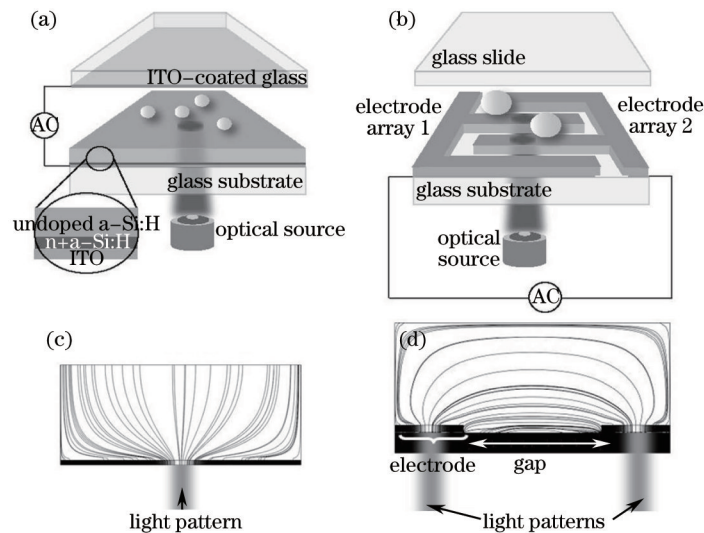 (a)
ITO-coated glass
AC
glass substrate
undoped a-Si:H
n+a-Si:H
ITO
optical source
(b)
glass slide
electrode
array 1
electrode
array 2
glass substrate
optical
source
AC
(c)
light pattern
(d)
electrode
gap
light patterns